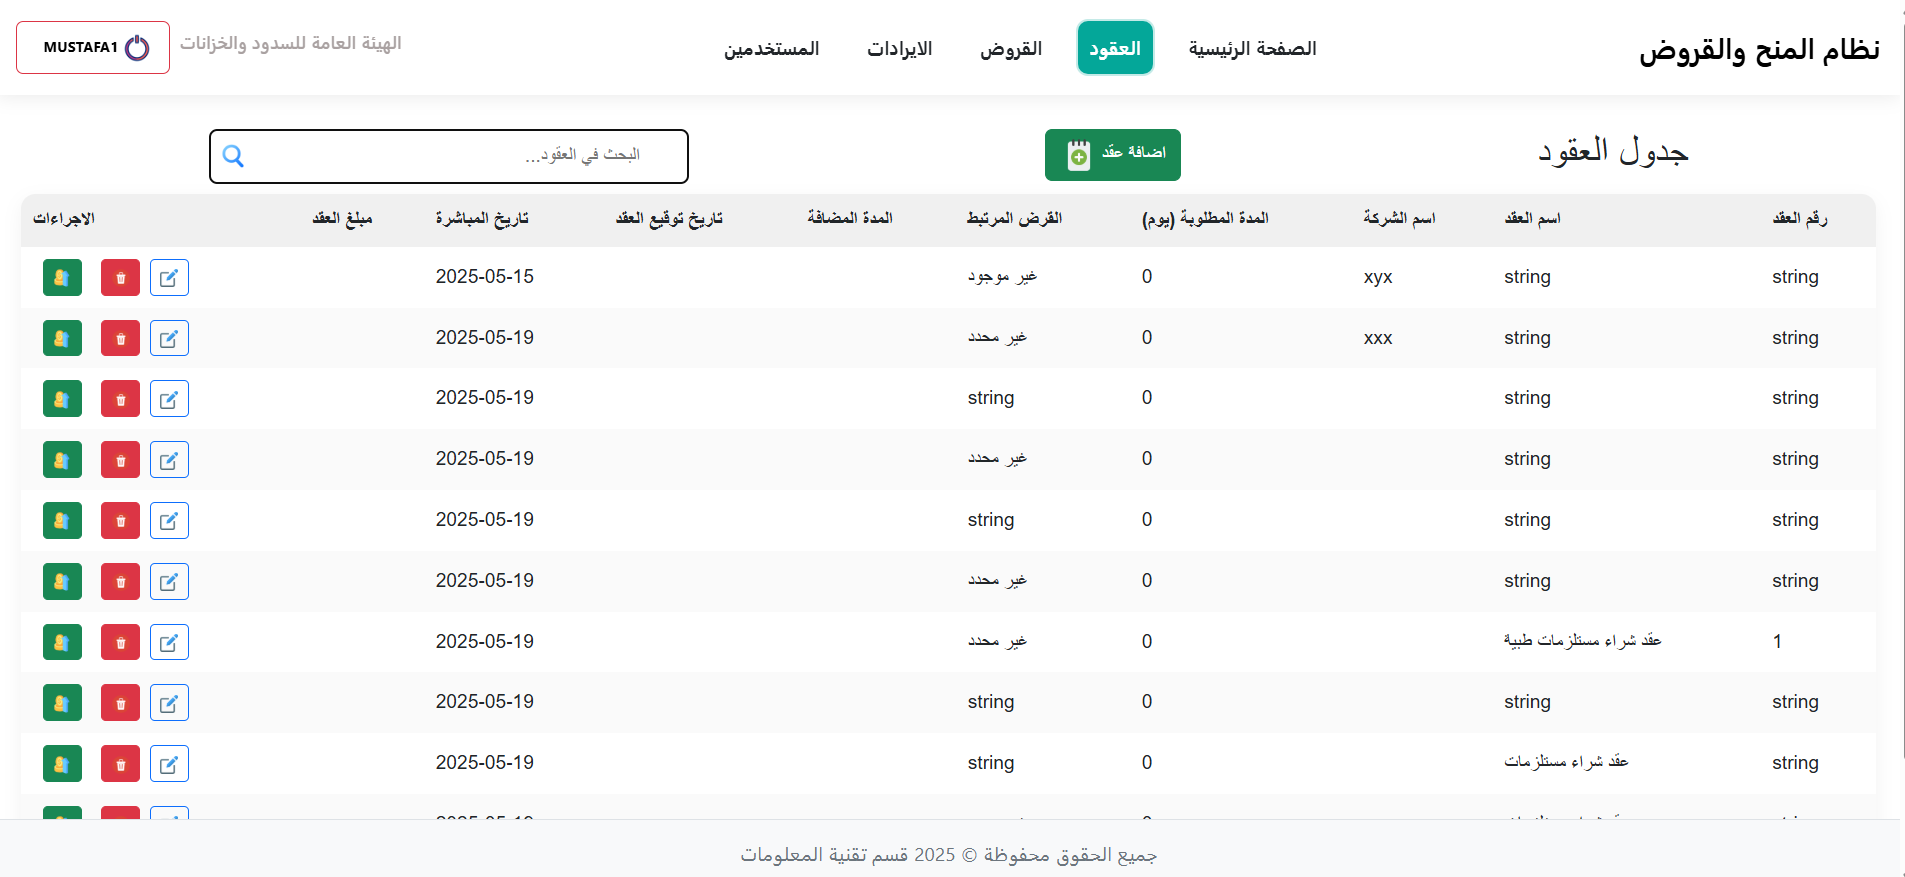 نظام المنح والقروض
الصفحة الرئيسية العقود القروض الايرادات المستخدمين
الهيئة العامة للسدود والخزانات
MUSTAFA1
جدول العقود
اضافة عقد
البحث في العقود...
رقم العقد اسم العقد اسم الشركة المدة المطلوبة (يوم) القرض المرتبط المدة المضافة تاريخ توقيع العقد تاريخ المباشرة مبلغ العقد الاجراءات
string string xyx 0 غير موجود 2025-05-15
string string xxx 0 غير محدد 2025-05-19
string string 0 string 2025-05-19
string string 0 غير محدد 2025-05-19
string string 0 string 2025-05-19
string string 0 غير محدد 2025-05-19
1 عقد شراء مستلزمات طبية 0 غير محدد 2025-05-19
string string 0 string 2025-05-19
string عقد شراء مستلزمات 0 string 2025-05-19
جميع الحقوق محفوظة © 2025 قسم تقنية المعلومات